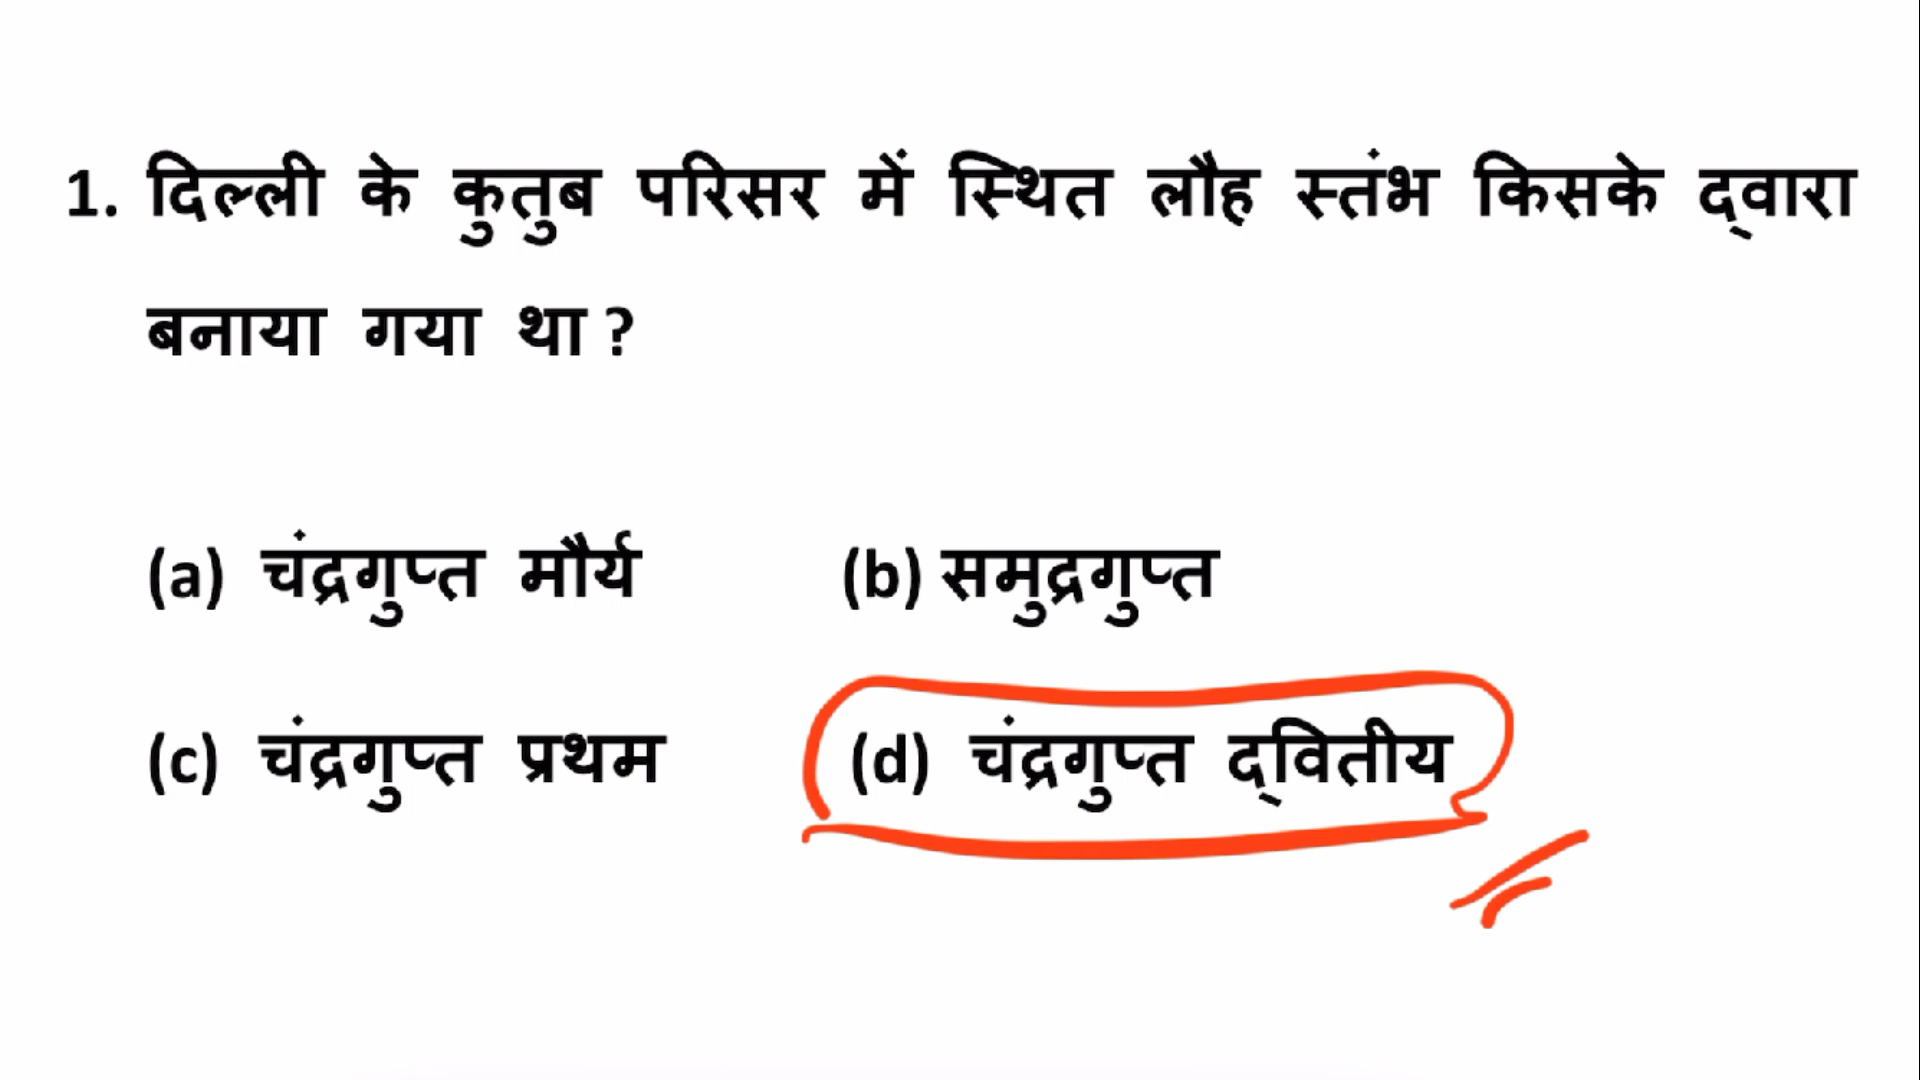 1. दिल्ली के कुतुब परिसर में स्थित लौह स्तंभ किसके द्वारा
बनाया गया था ?
(a) चंद्रगुप्त मौर्य (b) समुद्रगुप्त
(c) चंद्रगुप्त प्रथम (d) चंद्रगुप्त द्वितीय